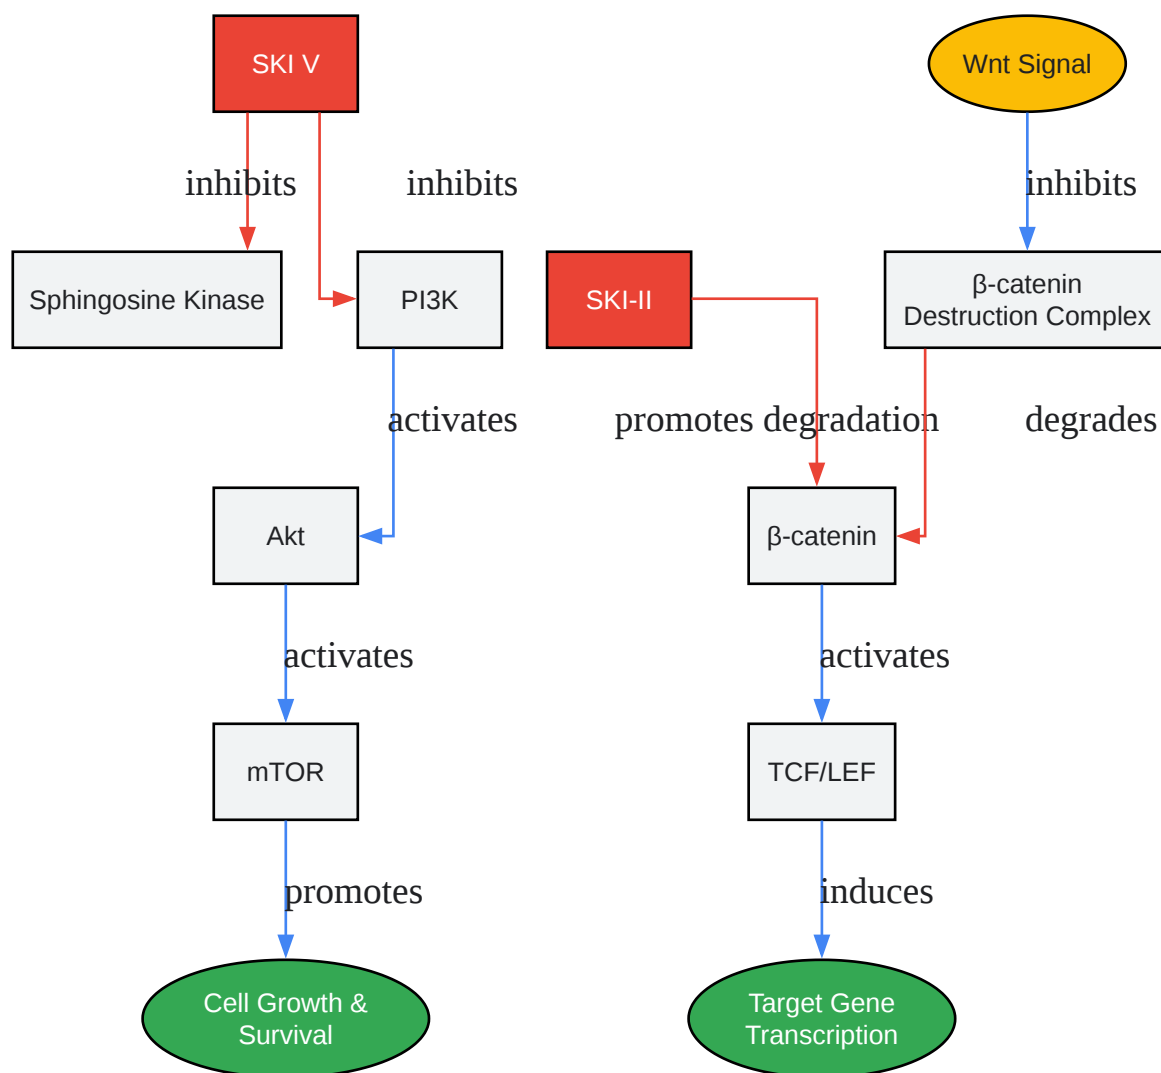 SKI V
Wnt Signal
inhibits
inhibits
inhibits
Sphingosine Kinase
PI3K
SKI-II
β-catenin
Destruction Complex
activates
promotes degradation
degrades
Akt
β-catenin
activates
activates
mTOR
TCF/LEF
promotes
induces
Cell Growth &
Survival
Target Gene
Transcription